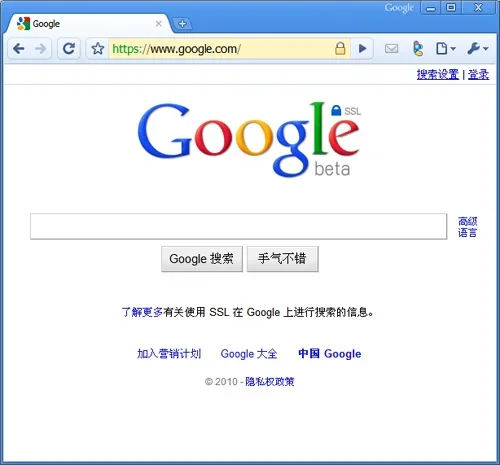 Google
Google
https://www.google.com/
搜索设置 | 登录
Google SSL
beta
高级
语言
Google 搜索 手气不错
了解更多有关使用 SSL 在 Google 上进行搜索的信息。
加入营销计划 Google 大全 中国 Google
© 2010 - 隐私权政策